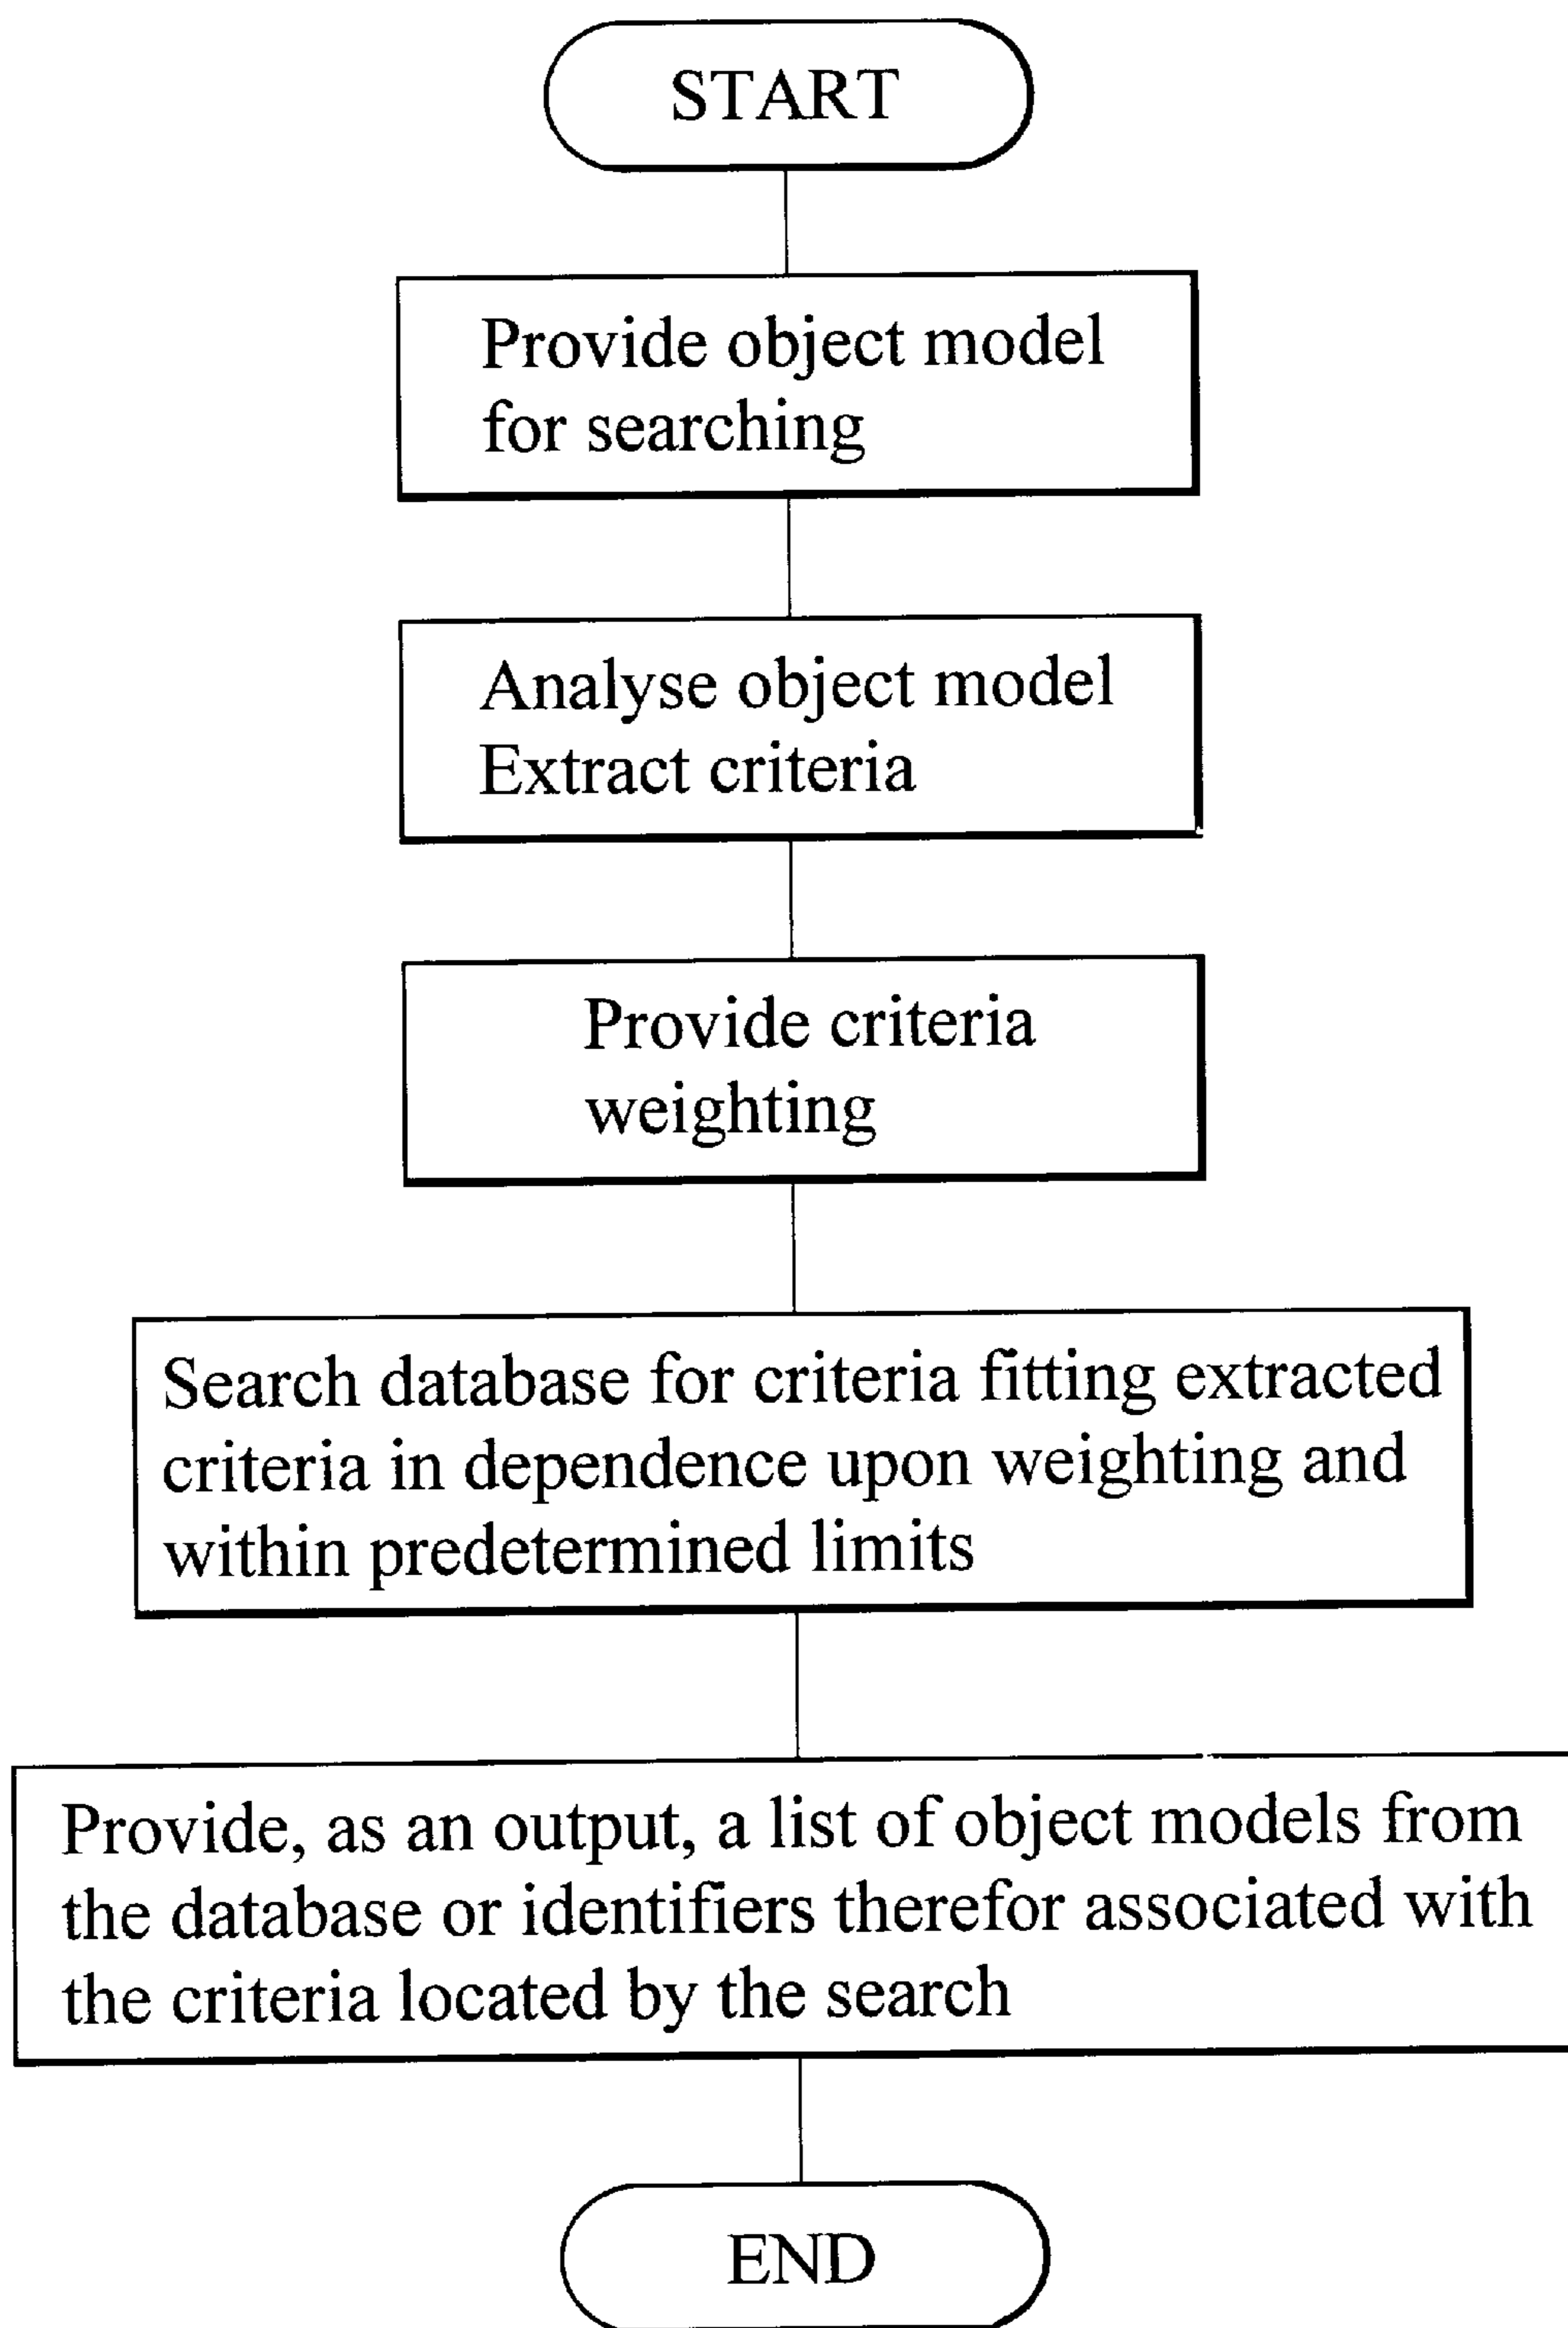 START
Provide object model
for searching
Analyse object model
Extract criteria
Provide criteria
weighting
Search database for criteria fitting extracted
criteria in dependence upon weighting and
within predetermined limits
Provide, as an output, a list of object models from
the database or identifiers therefor associated with
the criteria located by the search
END